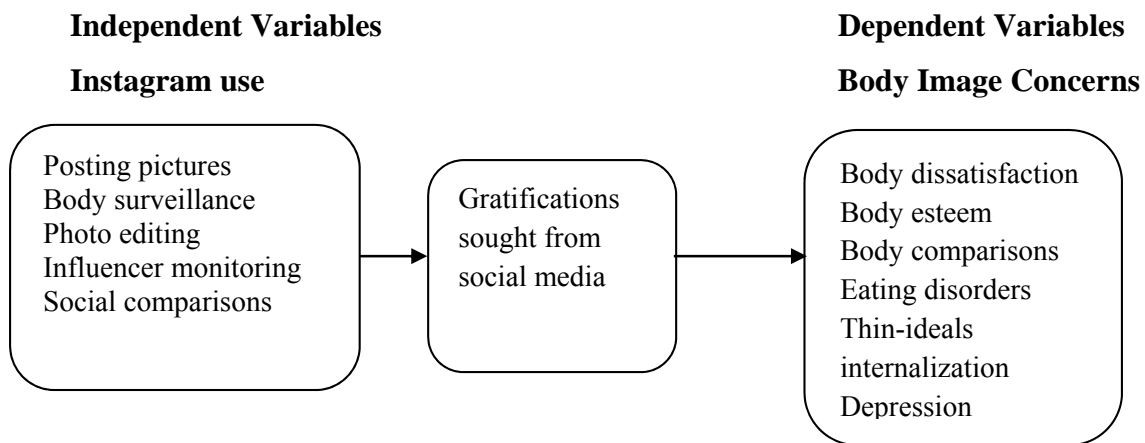 Independent Variables
Instagram use
Posting pictures
Body surveillance
Photo editing
Influencer monitoring
Social comparisons
Gratifications
sought from
social media
Dependent Variables
Body Image Concerns
Body dissatisfaction
Body esteem
Body comparisons
Eating disorders
Thin-ideals
internalization
Depression